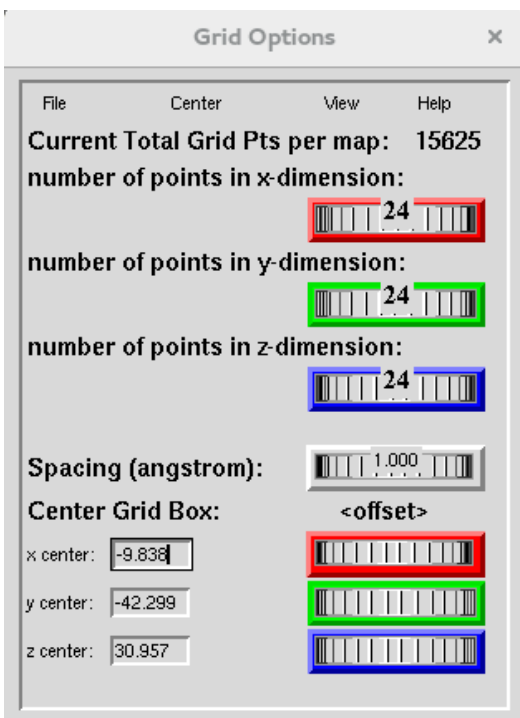 Grid Options ×
File Center View Help
Current Total Grid Pts per map: 15625
number of points in x-dimension:
24
number of points in y-dimension:
24
number of points in z-dimension:
24
Spacing (angstrom): 1.000
Center Grid Box: <offset>
x center: -9.838
y center: -42.299
z center: 30.957